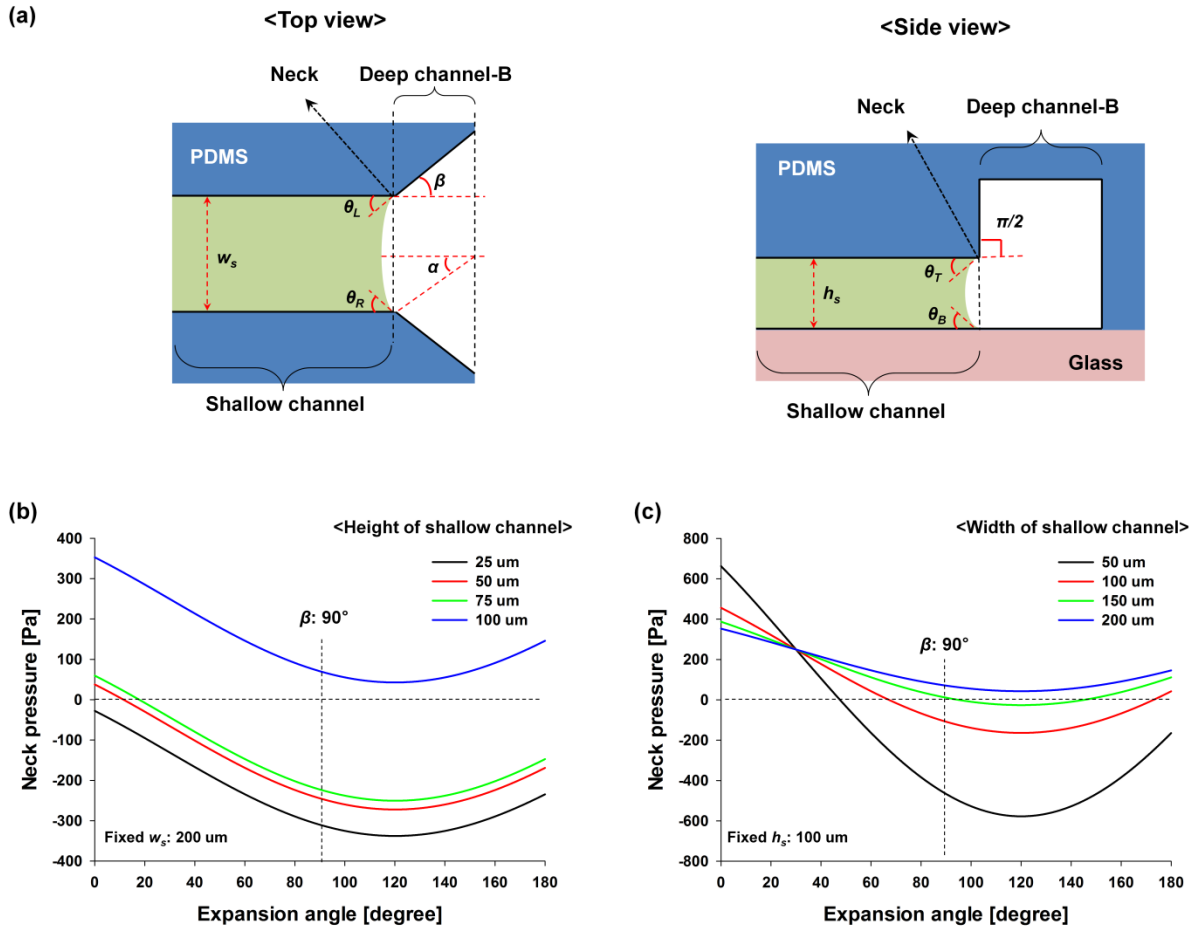 (a)
<Top view>
Neck
Deep channel-B
PDMS
β
θL
ws
α
θR
Shallow channel
<Side view>
Neck
Deep channel-B
PDMS
π/2
θT
hs
θB
Glass
Shallow channel
(b)
<Height of shallow channel>
25 um
50 um
75 um
100 um
β: 90°
Neck pressure [Pa]
400
300
200
100
0
-100
-200
-300
-400
Fixed ws: 200 um
0 20 40 60 80 100 120 140 160 180
Expansion angle [degree]
(c)
<Width of shallow channel>
50 um
100 um
150 um
200 um
β: 90°
Neck pressure [Pa]
800
600
400
200
0
-200
-400
-600
-800
Fixed hs: 100 um
0 20 40 60 80 100 120 140 160 180
Expansion angle [degree]